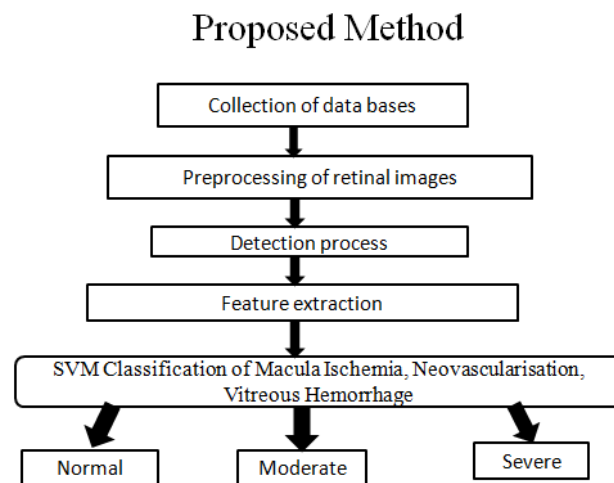 Proposed Method
Collection of data bases
Preprocessing of retinal images
Detection process
Feature extraction
SVM Classification of Macula Ischemia, Neovascularisation,
Vitreous Hemorrhage
Normal
Moderate
Severe